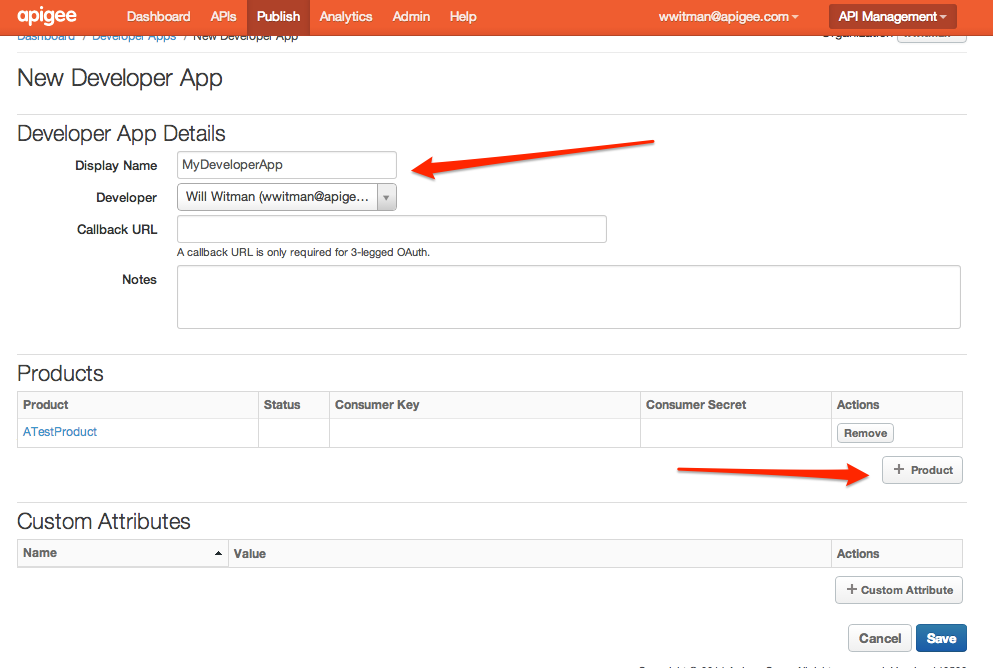 apigee Dashboard APIs Publish Analytics Admin Help wwitman@apigee.com API Management
Dashboard / Developer Apps / New Developer App Organization
New Developer App
Developer App Details
Display Name MyDeveloperApp
Developer Will Witman (wwitman@apige...
Callback URL
A callback URL is only required for 3-legged OAuth.
Notes
Products
Product Status Consumer Key Consumer Secret Actions
ATestProduct Remove
+ Product
Custom Attributes
Name Value Actions
+ Custom Attribute
Cancel Save